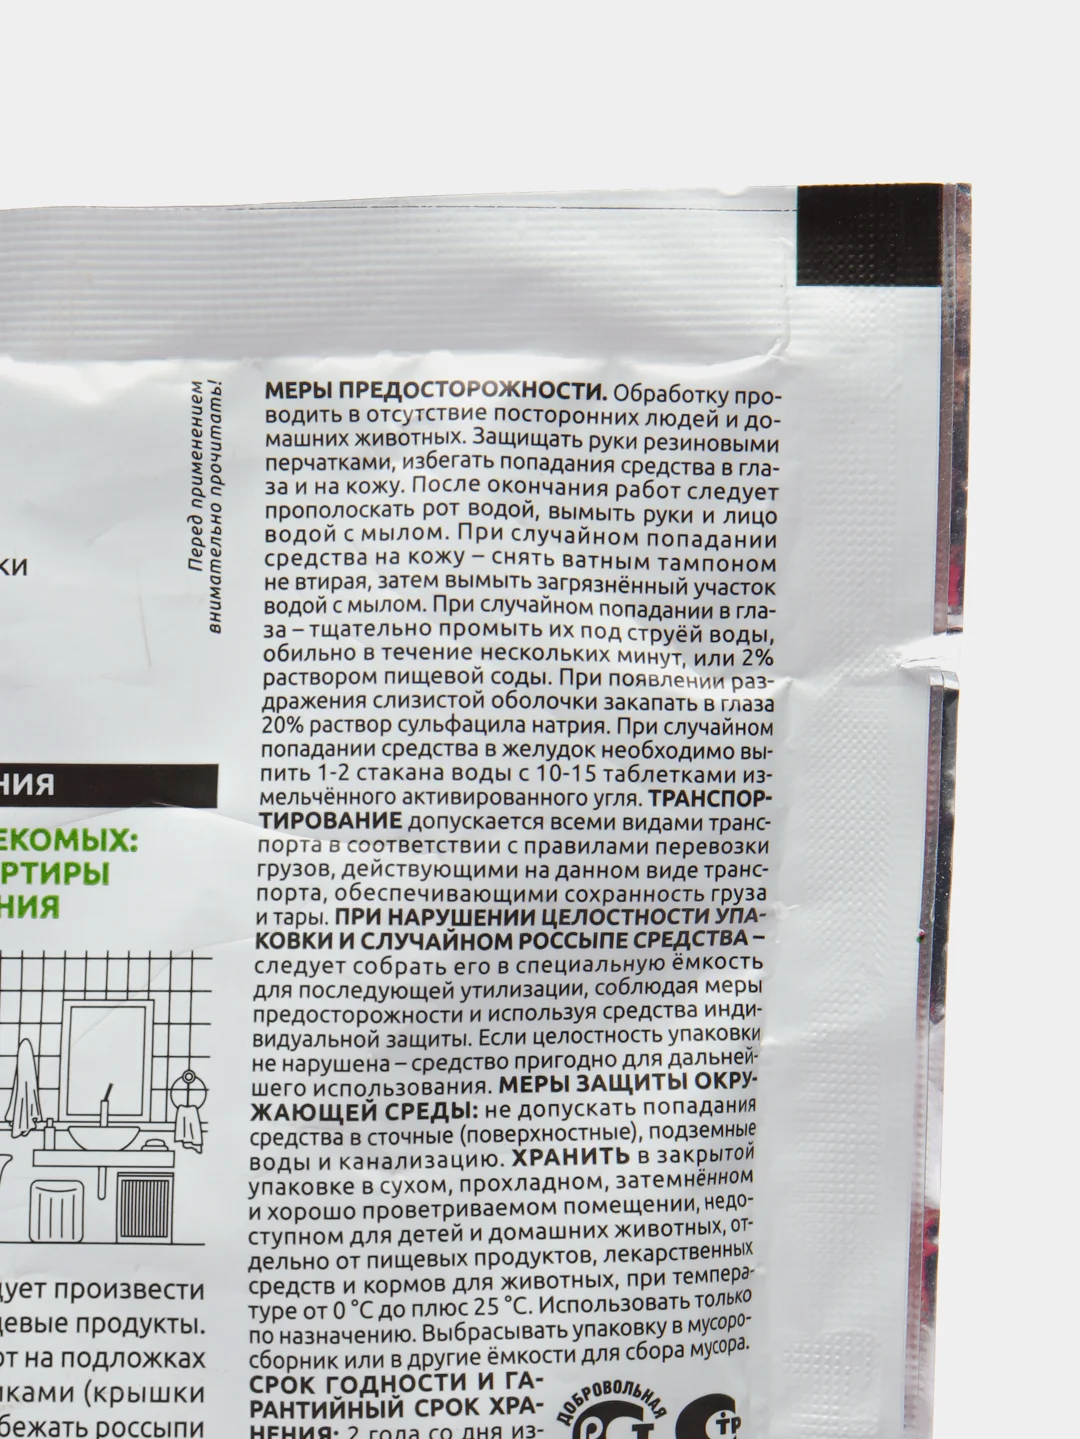 Перед применением
внимательно прочитать!
МЕРЫ ПРЕДОСТОРОЖНОСТИ. Обработку про-
водить в отсутствие посторонних людей и до-
машних животных. Защищать руки резиновыми
перчатками, избегать попадания средства в гла-
за и на кожу. После окончания работ следует
прополоскать рот водой, вымыть руки и лицо
водой с мылом. При случайном попадании
средства на кожу – снять ватным тампоном
не втирая, затем вымыть загрязнённый участок
водой с мылом. При случайном попадании в гла-
за – тщательно промыть их под струёй воды,
обильно в течение нескольких минут, или 2%
раствором пищевой соды. При появлении раз-
дражения слизистой оболочки закапать в глаза
20% раствор сульфацила натрия. При случайном
попадании средства в желудок необходимо вы-
пить 1-2 стакана воды с 10-15 таблетками из-
мельчённого активированного угля. ТРАНСПОР-
ТИРОВАНИЕ допускается всеми видами транс-
порта в соответствии с правилами перевозки
грузов, действующими на данном виде транс-
порта, обеспечивающими сохранность груза
и тары. ПРИ НАРУШЕНИИ ЦЕЛОСТНОСТИ УПА-
КОВКИ И СЛУЧАЙНОМ РОССЫПЕ СРЕДСТВА –
следует собрать его в специальную ёмкость
для последующей утилизации, соблюдая меры
предосторожности и используя средства инди-
видуальной защиты. Если целостность упаковки
не нарушена – средство пригодно для дальней-
шего использования. МЕРЫ ЗАЩИТЫ ОКРУ-
ЖАЮЩЕЙ СРЕДЫ: не допускать попадания
средства в сточные (поверхностные), подземные
воды и канализацию. ХРАНИТЬ в закрытой
упаковке в сухом, прохладном, затемнённом
и хорошо проветриваемом помещении, недо-
ступном для детей и домашних животных, от-
дельно от пищевых продуктов, лекарственных
средств и кормов для животных, при темпера-
туре от 0 °С до плюс 25 °С. Использовать только
по назначению. Выбрасывать упаковку в мусоро-
сборник или в другие ёмкости для сбора мусора.
СРОК ГОДНОСТИ И ГА-
РАНТИЙНЫЙ СРОК ХРА-
НЕНИЯ: 2 года со дня из-
ДОБРОВОЛЬНАЯ
РСТ
тр
ки
НИЯ
ЕКОМЫХ:
РТИРЫ
НИЯ
ует произвести
евые продукты.
от на подложках
ками (крышки
бежать россыпи